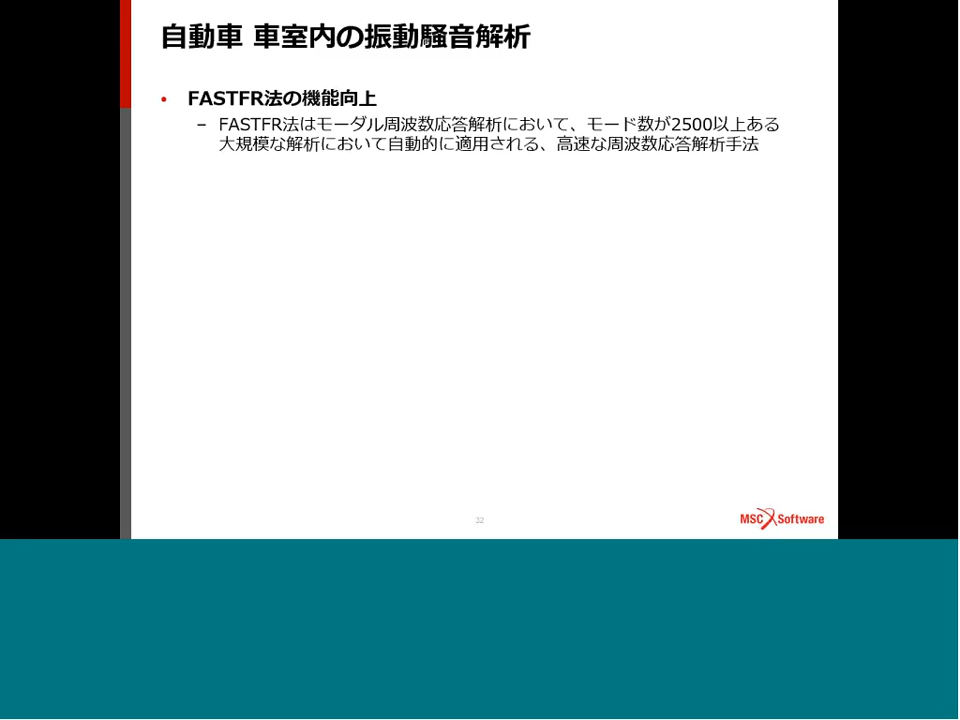 自動車 車室内の振動騒音解析
• FASTFR法の機能向上
– FASTFR法はモーダル周波数応答解析において、モード数が2500以上ある
大規模な解析において自動的に適用される、高速な周波数応答解析手法
32
MSC Software